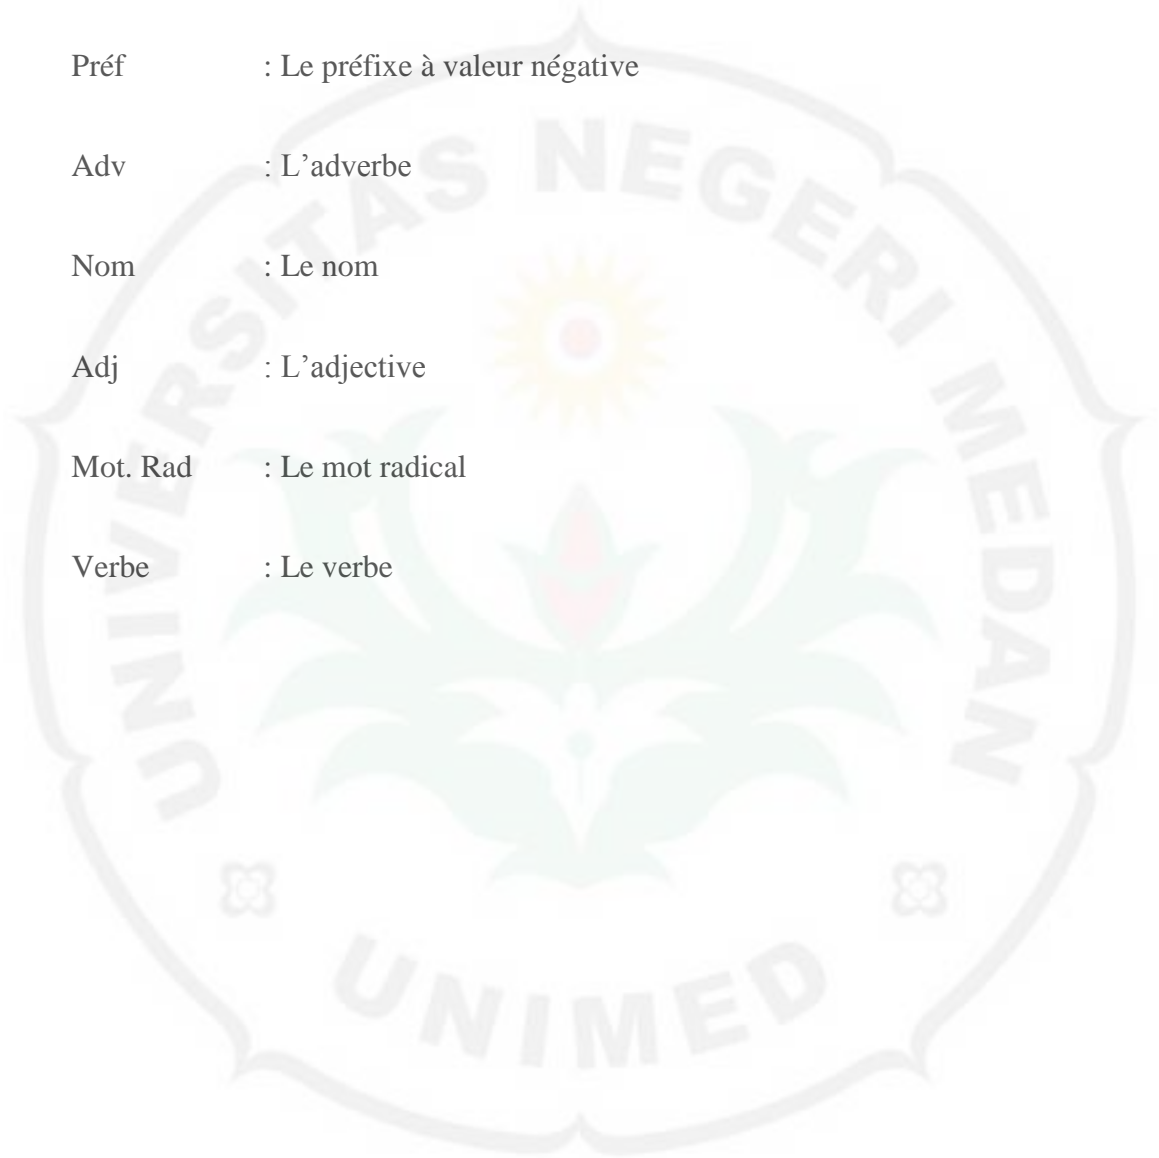 Préf : Le préfixe à valeur négative
Adv : L’adverbe
Nom : Le nom
Adj : L’adjective
Mot. Rad : Le mot radical
Verbe : Le verbe
UNIVERSITAS NEGERI MEDAN
UNIMED